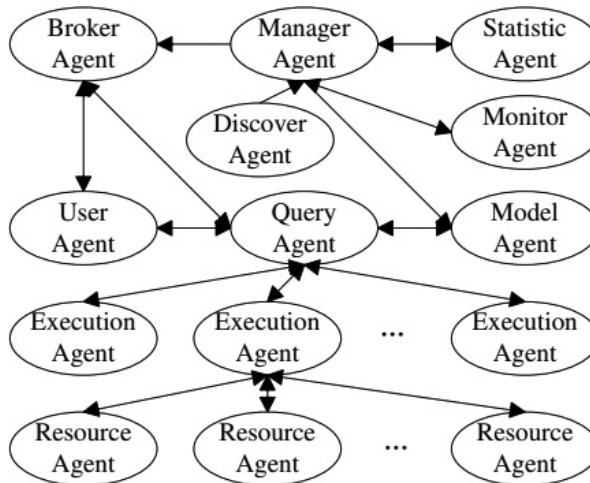 Broker
Agent
Manager
Agent
Statistic
Agent
Discover
Agent
Monitor
Agent
User
Agent
Query
Agent
Model
Agent
Execution
Agent
Execution
Agent
...
Execution
Agent
Resource
Agent
Resource
Agent
...
Resource
Agent